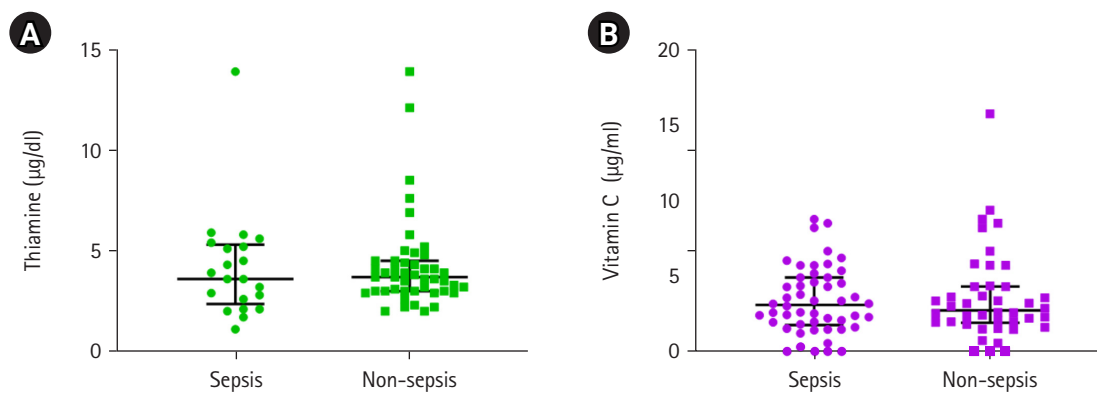 A
Thiamine (µg/dl)
15
10
5
0
Sepsis
Non-sepsis
B
Vitamin C (µg/ml)
20
15
10
5
0
Sepsis
Non-sepsis